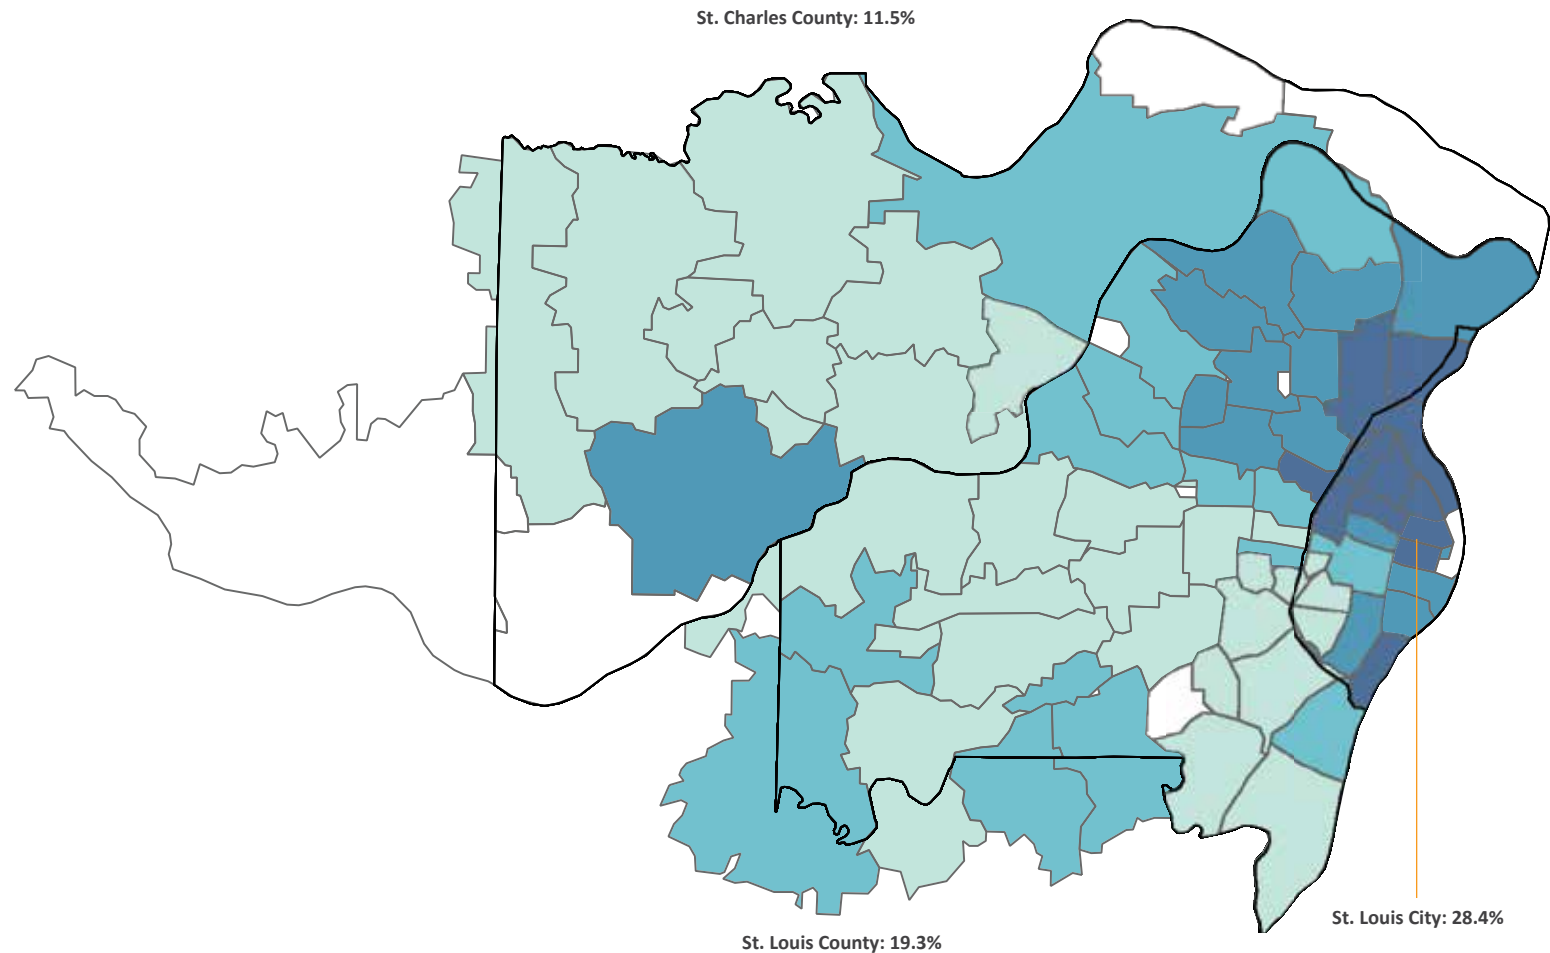 St. Charles County: 11.5%
St. Louis City: 28.4%
St. Louis County: 19.3%